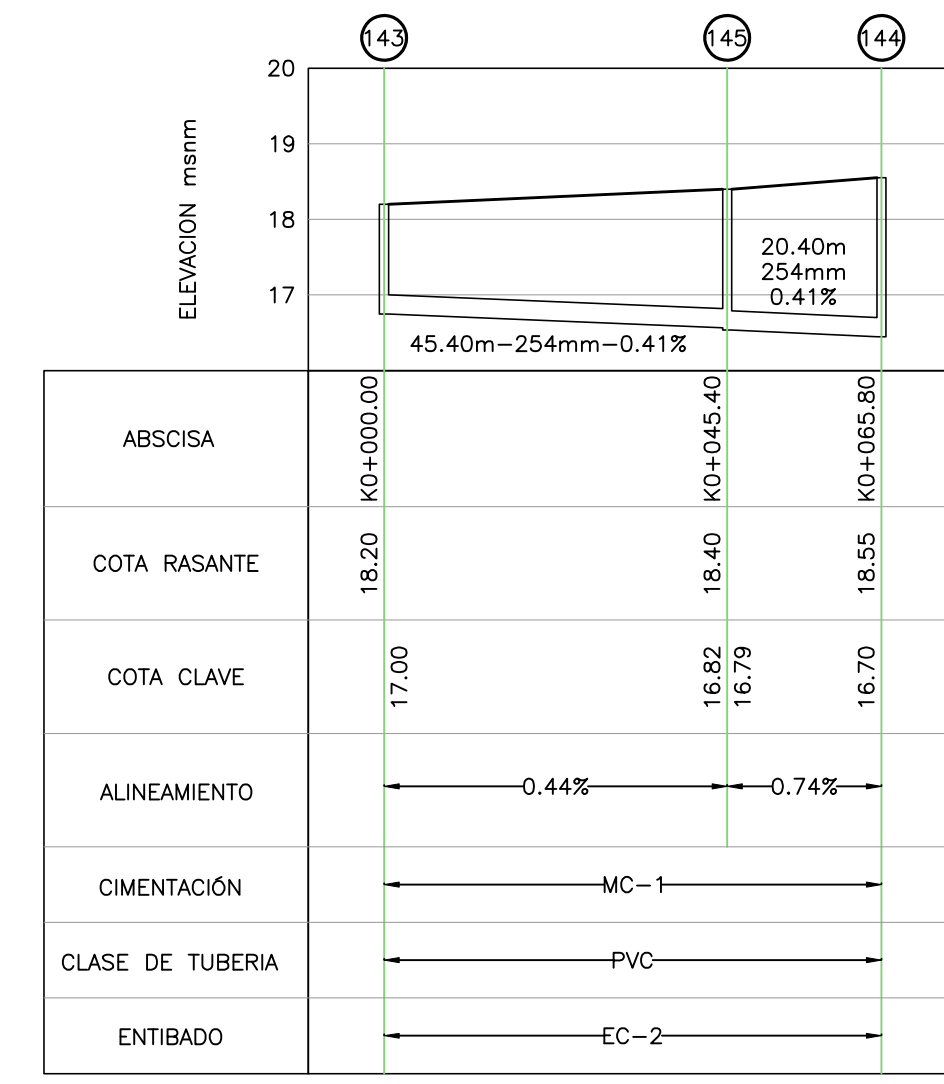 143
145
144
20
19
18
17
ELEVACION msnm
20.40m
254mm
0.41%
45.40m-254mm-0.41%
ABSCISA
K0+000.00
K0+045.40
K0+065.80
COTA RASANTE
18.20
18.40
18.55
COTA CLAVE
17.00
16.82
16.79
16.70
ALINEAMIENTO
0.44%
0.74%
CIMENTACIÓN
MC-1
CLASE DE TUBERIA
PVC
ENTIBADO
EC-2